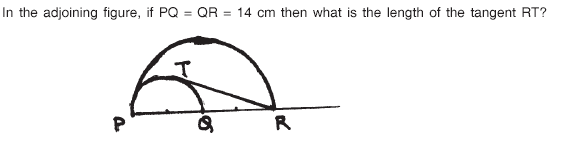 In the adjoining figure, if PQ = QR = 14 cm then what is the length of the tangent RT?
T
P Q R